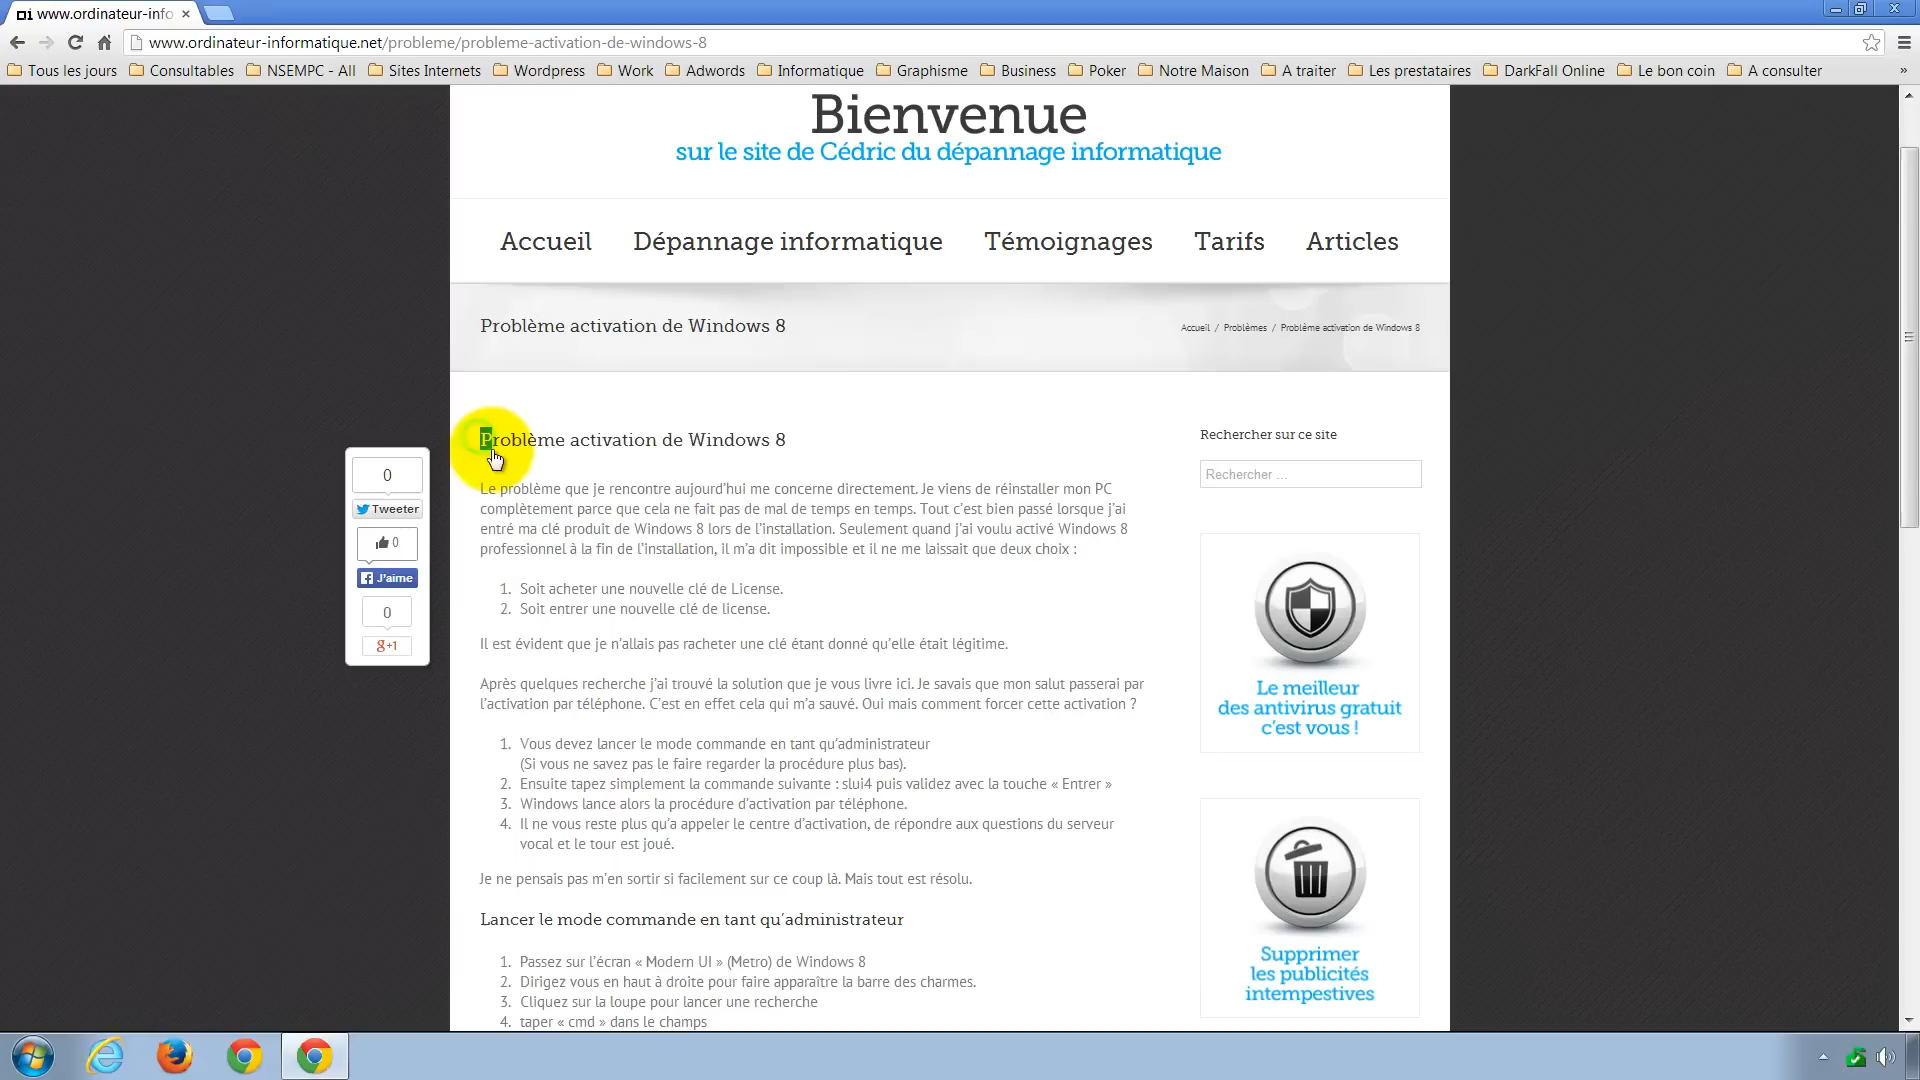 www.ordinateur-info
www.ordinateur-informatique.net/probleme/probleme-activation-de-windows-8
Tous les jours Consultables NSEMPC - All Sites Internets Wordpress Work Adwords Informatique Graphisme Business Poker Notre Maison A traiter Les prestataires DarkFall Online Le bon coin A consulter »
Bienvenue
sur le site de Cédric du dépannage informatique
Accueil Dépannage informatique Témoignages Tarifs Articles
Problème activation de Windows 8
Accueil / Problèmes / Problème activation de Windows 8
Problème activation de Windows 8
Le problème que je rencontre aujourd'hui me concerne directement. Je viens de réinstaller mon PC
complètement parce que cela ne fait pas de mal de temps en temps. Tout c'est bien passé lorsque j'ai
entré ma clé produit de Windows 8 lors de l'installation. Seulement quand j'ai voulu activé Windows 8
professionnel à la fin de l'installation, il m'a dit impossible et il ne me laissait que deux choix :
1. Soit acheter une nouvelle clé de License.
2. Soit entrer une nouvelle clé de license.
Il est évident que je n'allais pas racheter une clé étant donné qu'elle était légitime.
Après quelques recherche j'ai trouvé la solution que je vous livre ici. Je savais que mon salut passerai par
l'activation par téléphone. C'est en effet cela qui m'a sauvé. Oui mais comment forcer cette activation ?
1. Vous devez lancer le mode commande en tant qu'administrateur
(Si vous ne savez pas le faire regarder la procédure plus bas).
2. Ensuite tapez simplement la commande suivante : slui4 puis validez avec la touche « Entrer »
3. Windows lance alors la procédure d'activation par téléphone.
4. Il ne vous reste plus qu'a appeler le centre d'activation, de répondre aux questions du serveur
vocal et le tour est joué.
Je ne pensais pas m'en sortir si facilement sur ce coup là. Mais tout est résolu.
Lancer le mode commande en tant qu'administrateur
1. Passez sur l'écran « Modern UI » (Metro) de Windows 8
2. Dirigez vous en haut à droite pour faire apparaître la barre des charmes.
3. Cliquez sur la loupe pour lancer une recherche
4. taper « cmd » dans le champs
0
Tweeter
0
J'aime
0
g+1
Rechercher sur ce site
Rechercher ...
Le meilleur
des antivirus gratuit
c'est vous !
Supprimer
les publicités
intempestives